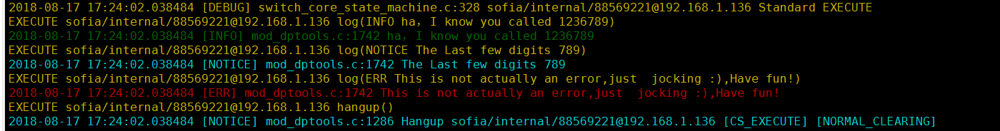 2018-08-17 17:24:02.038484 [DEBUG] switch_core_state_machine.c:328 sofia/internal/88569221@192.168.1.136 Standard EXECUTE
EXECUTE sofia/internal/88569221@192.168.1.136 log(INFO ha，I know you called 1236789)
2018-08-17 17:24:02.038484 [INFO] mod_dptools.c:1742 ha，I know you called 1236789
EXECUTE sofia/internal/88569221@192.168.1.136 log(NOTICE The Last few digits 789)
2018-08-17 17:24:02.038484 [NOTICE] mod_dptools.c:1742 The Last few digits 789
EXECUTE sofia/internal/88569221@192.168.1.136 log(ERR This is not actually an error,just  jocking :),Have fun!)
2018-08-17 17:24:02.038484 [ERR] mod_dptools.c:1742 This is not actually an error,just  jocking :),Have fun!
EXECUTE sofia/internal/88569221@192.168.1.136 hangup()
2018-08-17 17:24:02.038484 [NOTICE] mod_dptools.c:1286 Hangup sofia/internal/88569221@192.168.1.136 [CS_EXECUTE] [NORMAL_CLEARING]